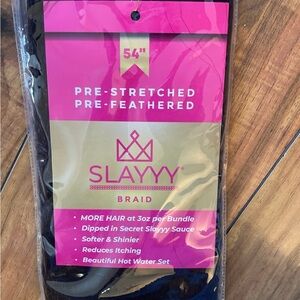 54"
PRE-STRETCHED
PRE-FEATHERED
SLAYYY
BRAID
• MORE HAIR at 3oz per Bundle
• Dipped in Secret Slayyy Sauce
• Softer & Shinier
• Reduces Itching
• Beautiful Hot Water Set